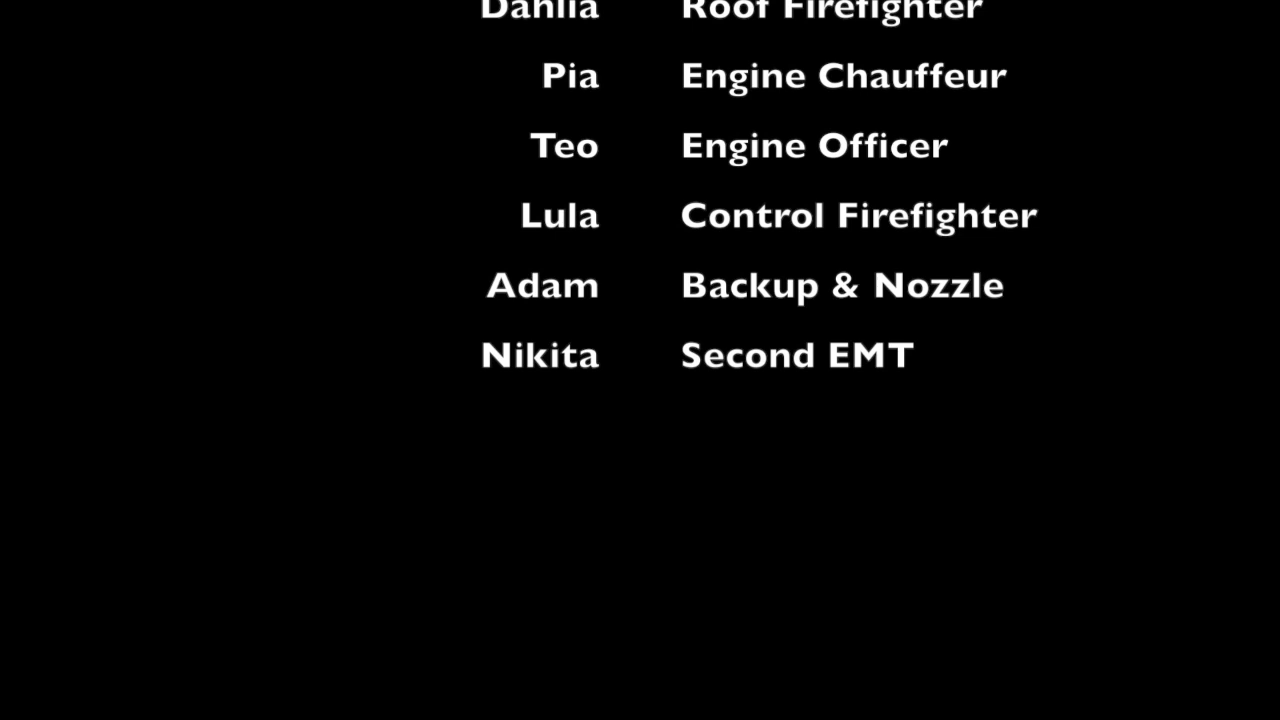 Dahlia Roof Firefighter
Pia Engine Chauffeur
Teo Engine Officer
Lula Control Firefighter
Adam Backup & Nozzle
Nikita Second EMT